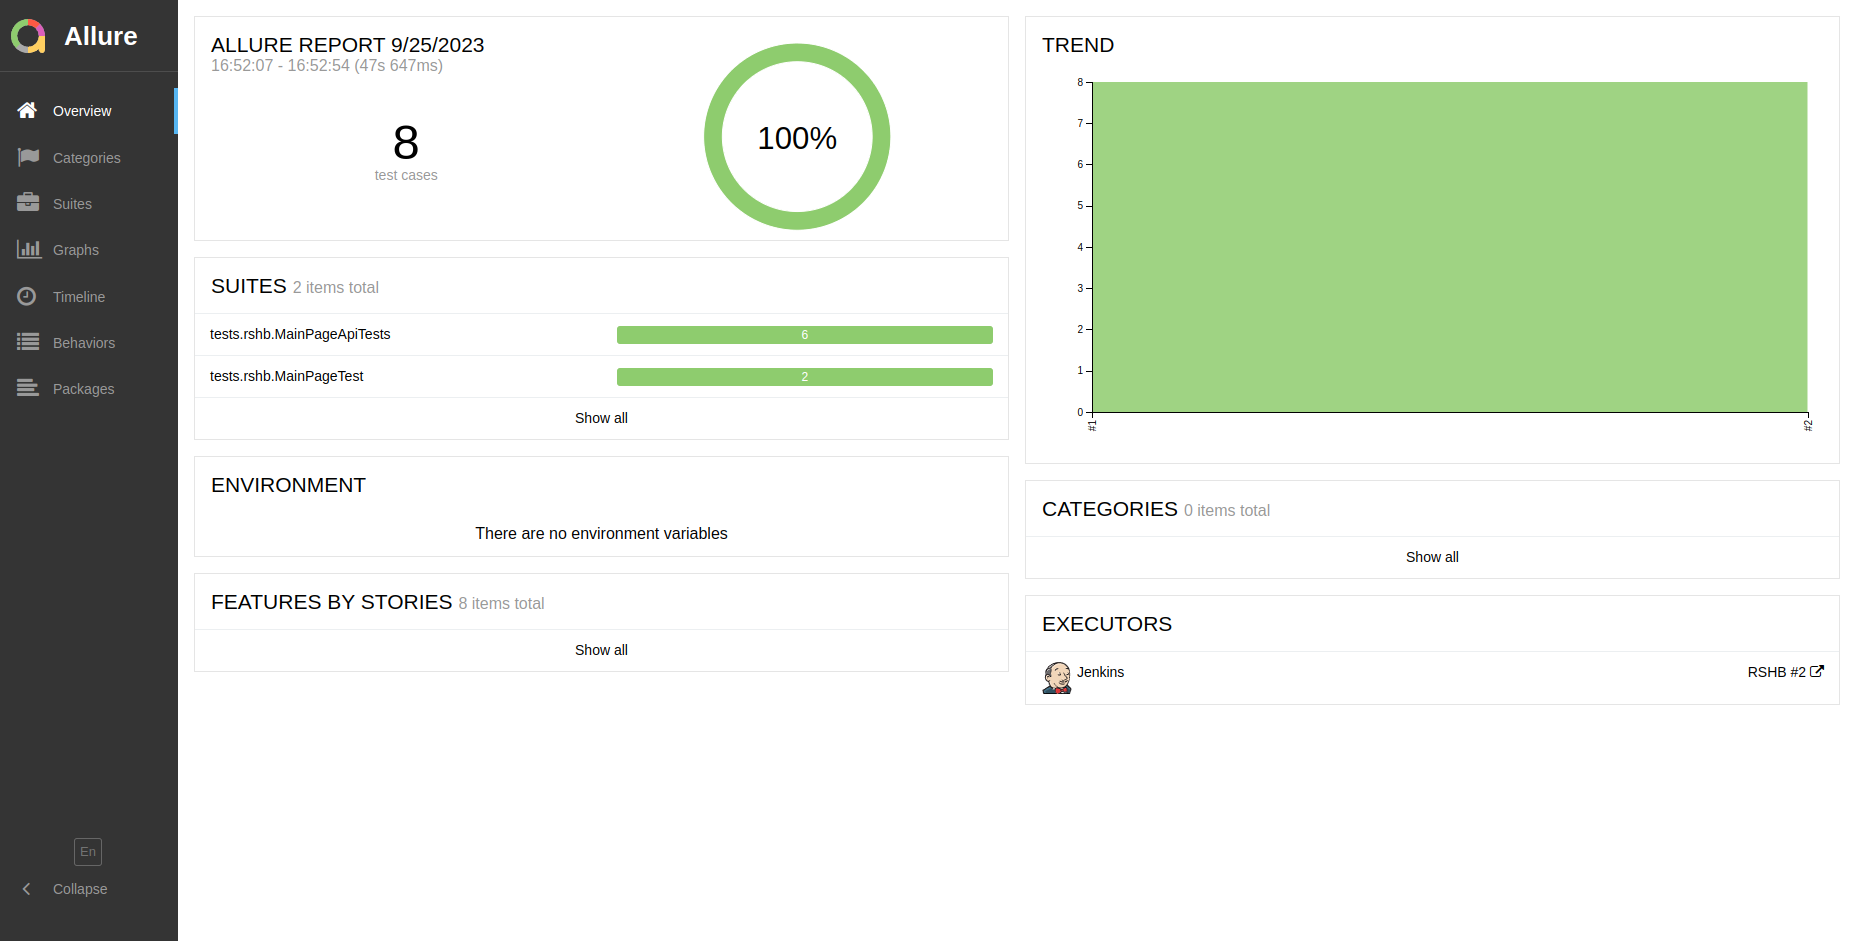 Allure
Overview
Categories
Suites
Graphs
Timeline
Behaviors
Packages
En
Collapse
ALLURE REPORT 9/25/2023
16:52:07 - 16:52:54 (47s 647ms)
8
test cases
100%
SUITES 2 items total
tests.rshb.MainPageApiTests 6
tests.rshb.MainPageTest 2
Show all
ENVIRONMENT
There are no environment variables
FEATURES BY STORIES 8 items total
Show all
TREND
8
7
6
5
4
3
2
1
0
#1 #2
CATEGORIES 0 items total
Show all
EXECUTORS
Jenkins RSHB #2